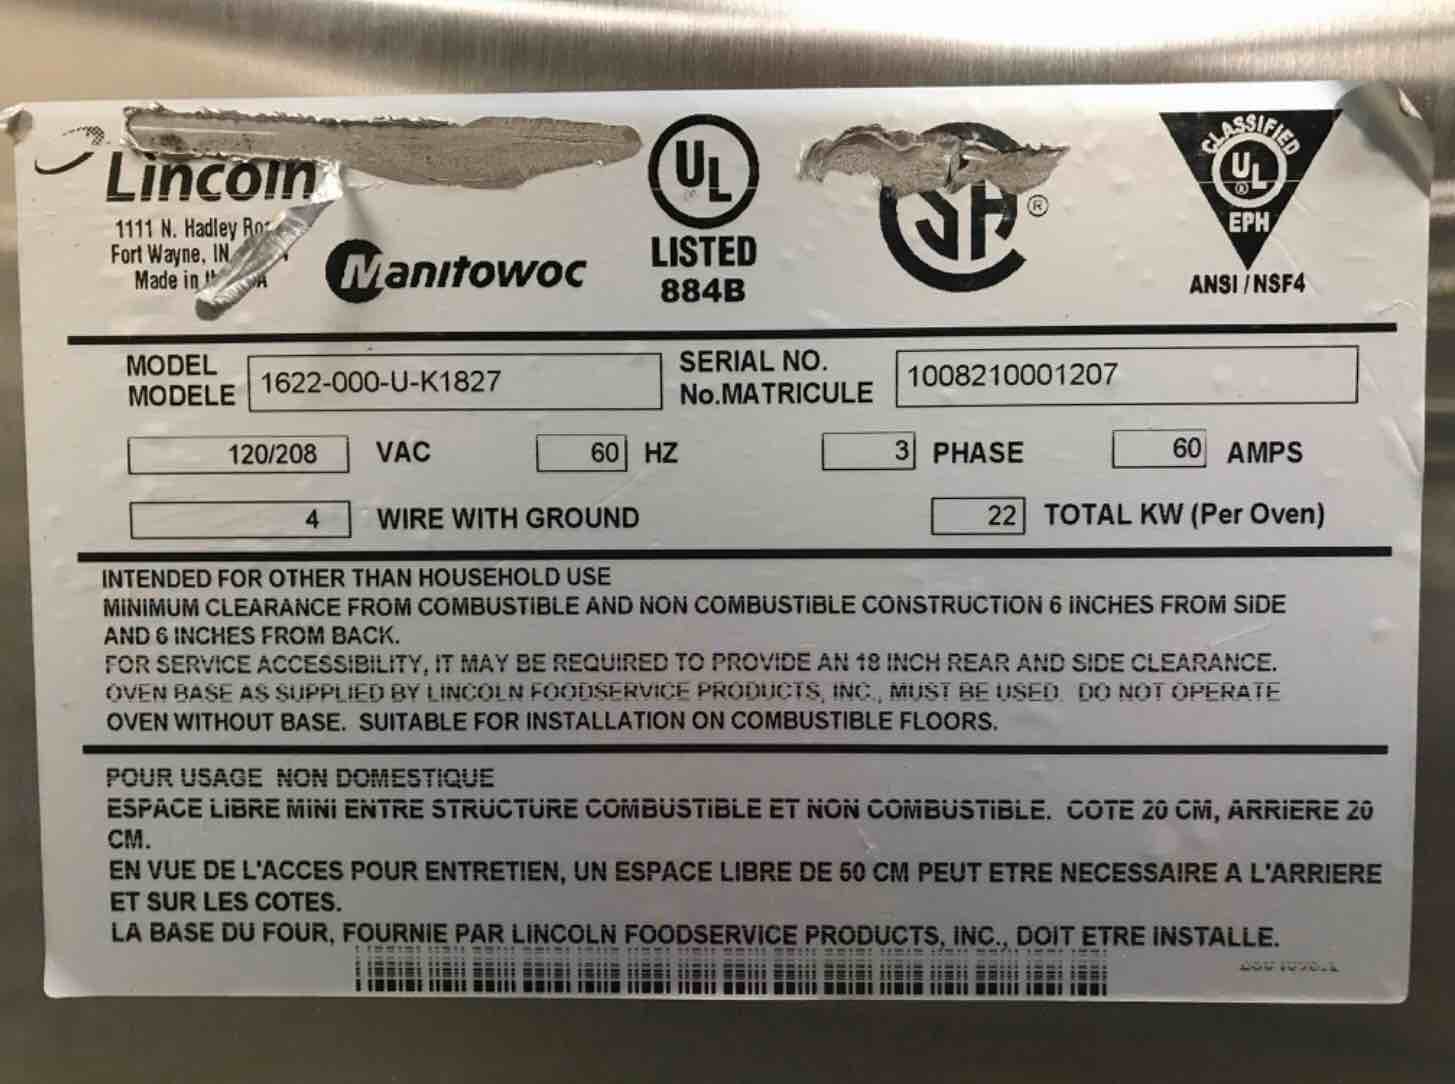 Lincoln
1111 N. Hadley
Fort Wayne, IN
Made in
Manitowoc
UL
LISTED
884B
®
CLASSIFIED
UL
®
EPH
ANSI / NSF4
MODEL
MODELE
1622-000-U-K1827
SERIAL NO.
No.MATRICULE
1008210001207
120/208 VAC 60 HZ 3 PHASE 60 AMPS
4 WIRE WITH GROUND 22 TOTAL KW (Per Oven)
INTENDED FOR OTHER THAN HOUSEHOLD USE
MINIMUM CLEARANCE FROM COMBUSTIBLE AND NON COMBUSTIBLE CONSTRUCTION 6 INCHES FROM SIDE
AND 6 INCHES FROM BACK.
FOR SERVICE ACCESSIBILITY, IT MAY BE REQUIRED TO PROVIDE AN 18 INCH REAR AND SIDE CLEARANCE.
OVEN BASE AS SUPPLIED BY LINCOLN FOODSERVICE PRODUCTS, INC., MUST BE USED. DO NOT OPERATE
OVEN WITHOUT BASE. SUITABLE FOR INSTALLATION ON COMBUSTIBLE FLOORS.
POUR USAGE NON DOMESTIQUE
ESPACE LIBRE MINI ENTRE STRUCTURE COMBUSTIBLE ET NON COMBUSTIBLE. COTE 20 CM, ARRIERE 20
CM.
EN VUE DE L'ACCES POUR ENTRETIEN, UN ESPACE LIBRE DE 50 CM PEUT ETRE NECESSAIRE A L'ARRIERE
ET SUR LES COTES.
LA BASE DU FOUR, FOURNIE PAR LINCOLN FOODSERVICE PRODUCTS, INC., DOIT ETRE INSTALLE.